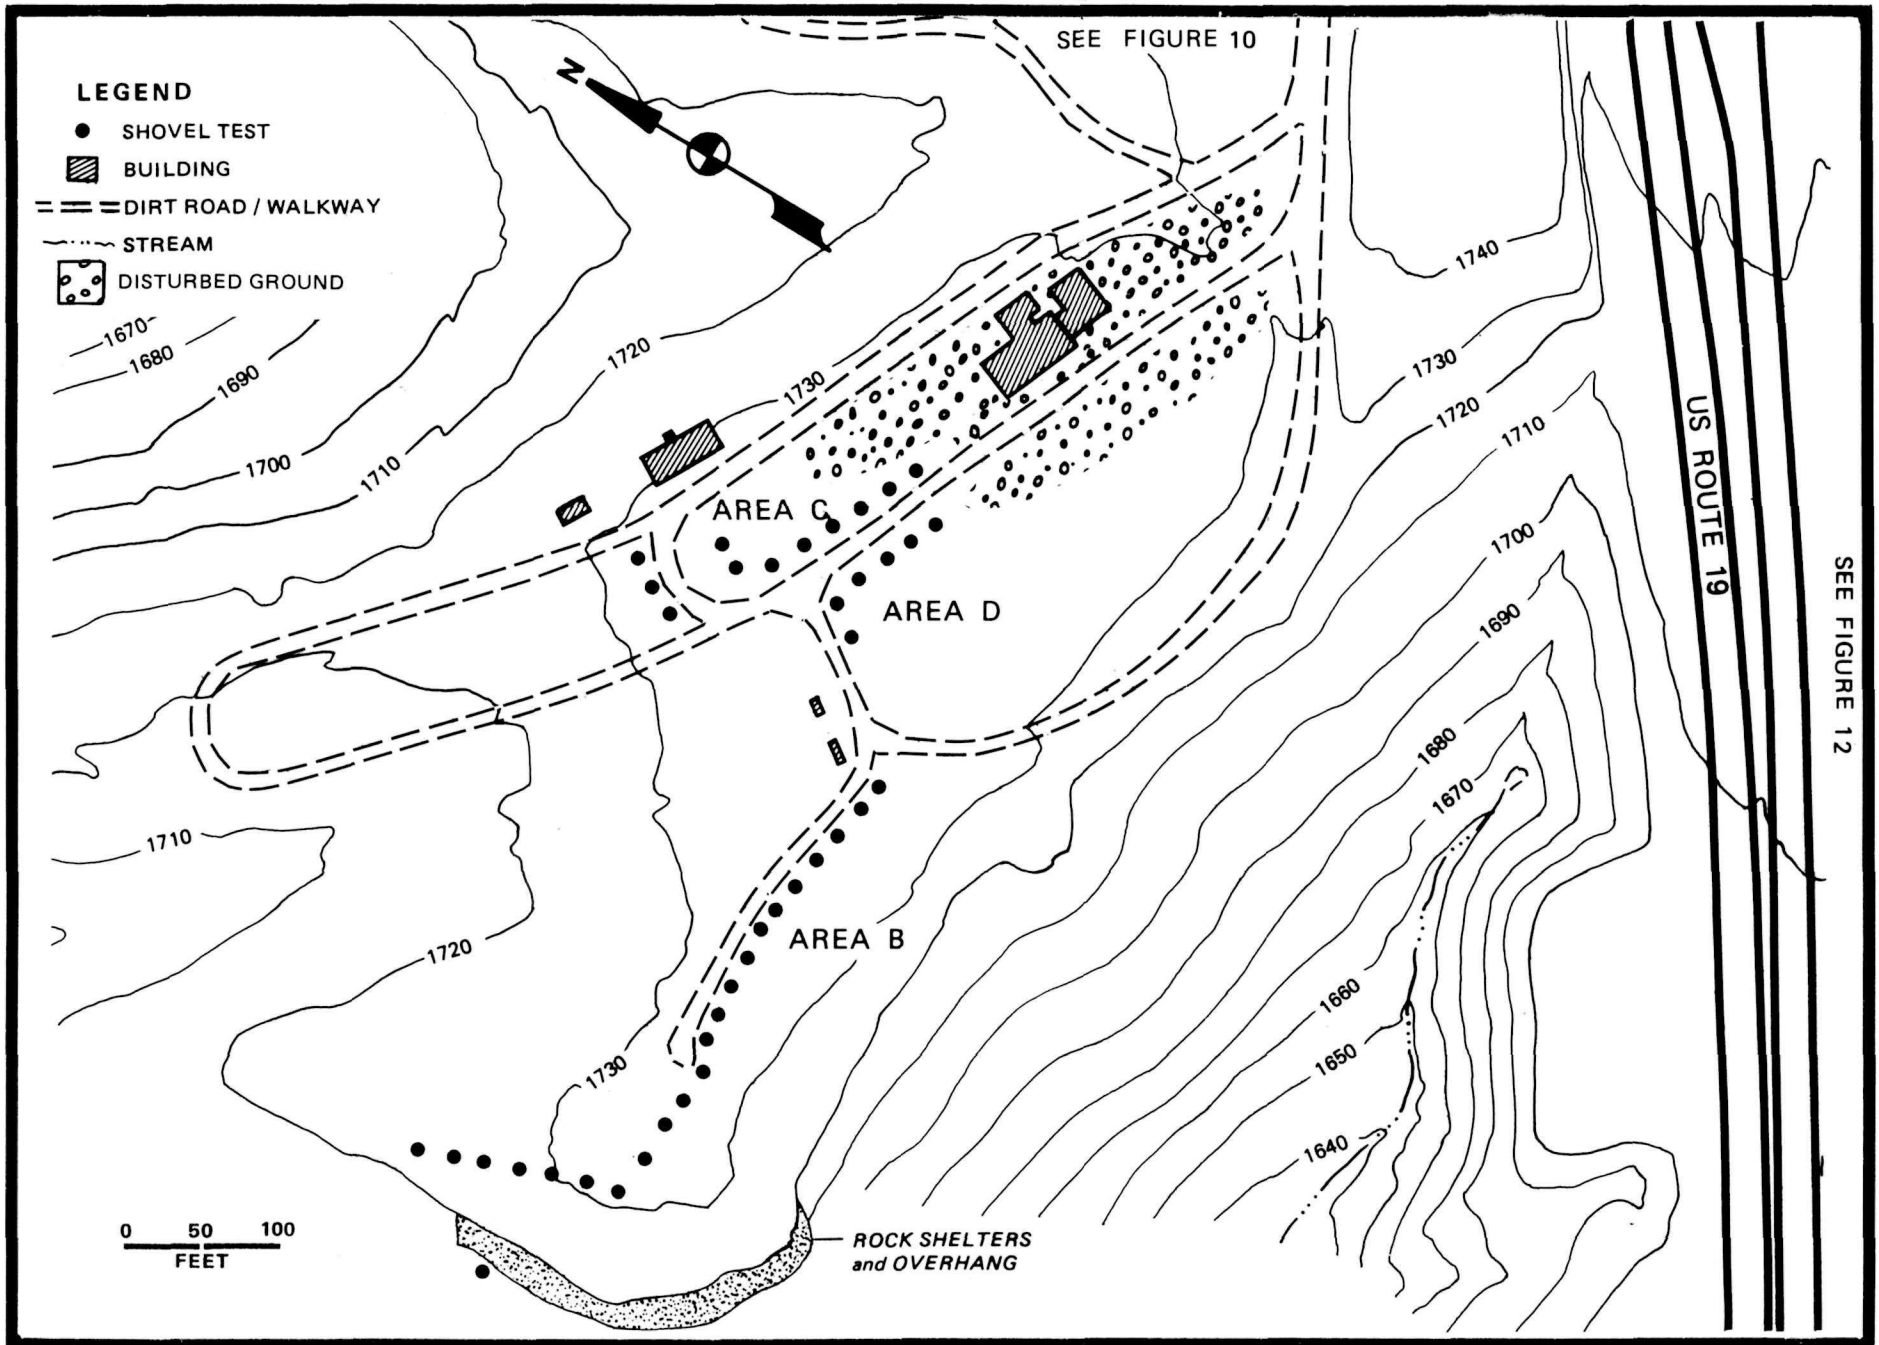 SEE FIGURE 10
LEGEND
SHOVEL TEST
BUILDING
DIRT ROAD / WALKWAY
STREAM
DISTURBED GROUND
N
1670
1680
1690
1700
1710
1720
1730
1740
1730
1720
1710
1700
1690
1680
1670
1660
1650
1640
US ROUTE 19
SEE FIGURE 12
AREA C
AREA D
AREA B
1710
1720
1730
0 50 100
FEET
ROCK SHELTERS
and OVERHANG